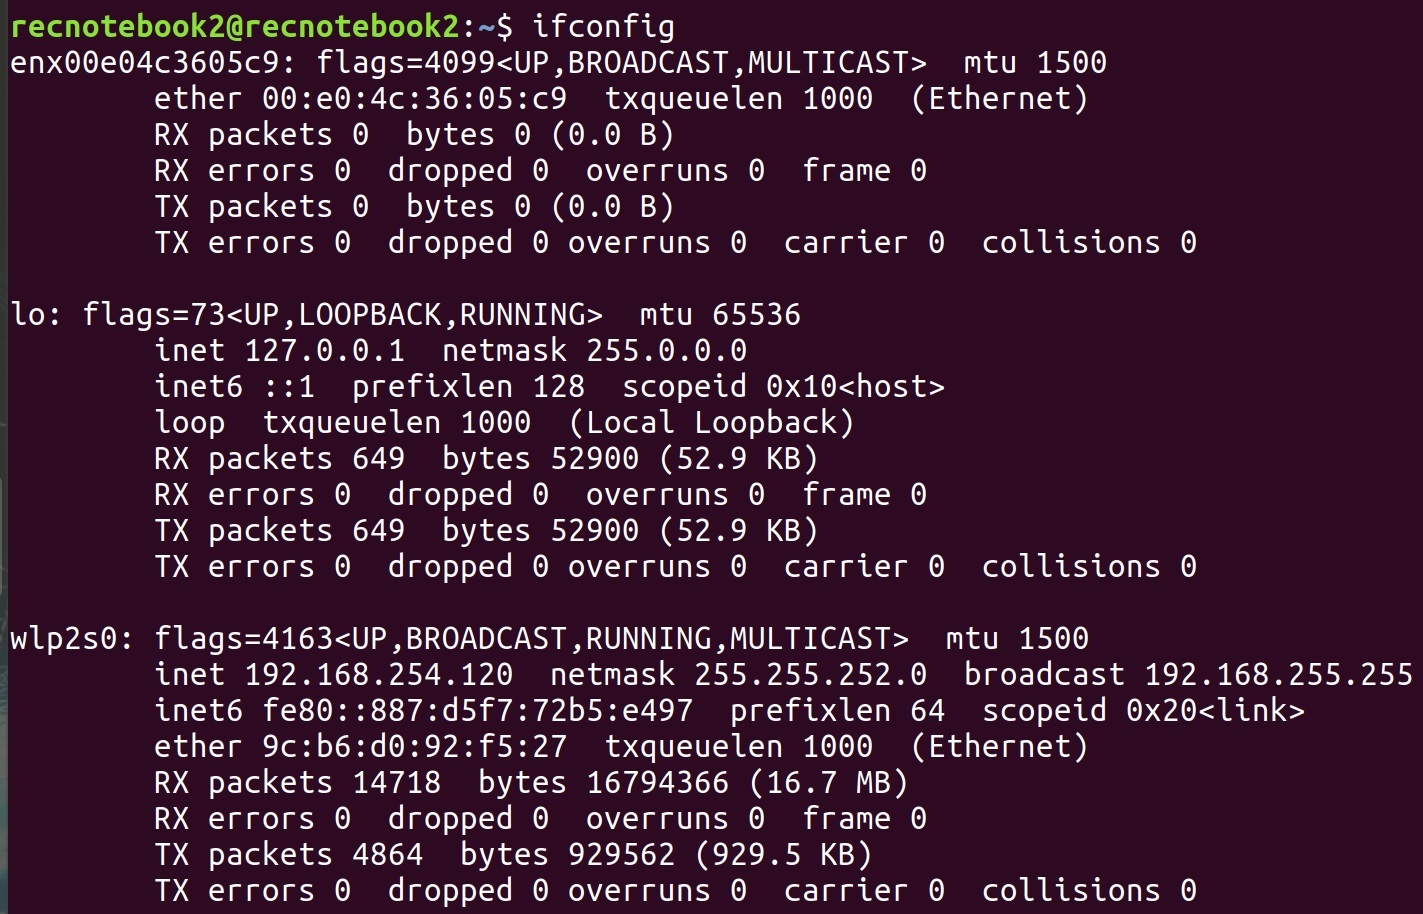 recnotebook2@recnotebook2:~$ ifconfig
enx00e04c3605c9: flags=4099<UP,BROADCAST,MULTICAST>  mtu 1500
        ether 00:e0:4c:36:05:c9  txqueuelen 1000  (Ethernet)
        RX packets 0  bytes 0 (0.0 B)
        RX errors 0  dropped 0  overruns 0  frame 0
        TX packets 0  bytes 0 (0.0 B)
        TX errors 0  dropped 0 overruns 0  carrier 0  collisions 0

lo: flags=73<UP,LOOPBACK,RUNNING>  mtu 65536
        inet 127.0.0.1  netmask 255.0.0.0
        inet6 ::1  prefixlen 128  scopeid 0x10<host>
        loop  txqueuelen 1000  (Local Loopback)
        RX packets 649  bytes 52900 (52.9 KB)
        RX errors 0  dropped 0  overruns 0  frame 0
        TX packets 649  bytes 52900 (52.9 KB)
        TX errors 0  dropped 0 overruns 0  carrier 0  collisions 0

wlp2s0: flags=4163<UP,BROADCAST,RUNNING,MULTICAST>  mtu 1500
        inet 192.168.254.120  netmask 255.255.252.0  broadcast 192.168.255.255
        inet6 fe80::887:d5f7:72b5:e497  prefixlen 64  scopeid 0x20<link>
        ether 9c:b6:d0:92:f5:27  txqueuelen 1000  (Ethernet)
        RX packets 14718  bytes 16794366 (16.7 MB)
        RX errors 0  dropped 0  overruns 0  frame 0
        TX packets 4864  bytes 929562 (929.5 KB)
        TX errors 0  dropped 0 overruns 0  carrier 0  collisions 0